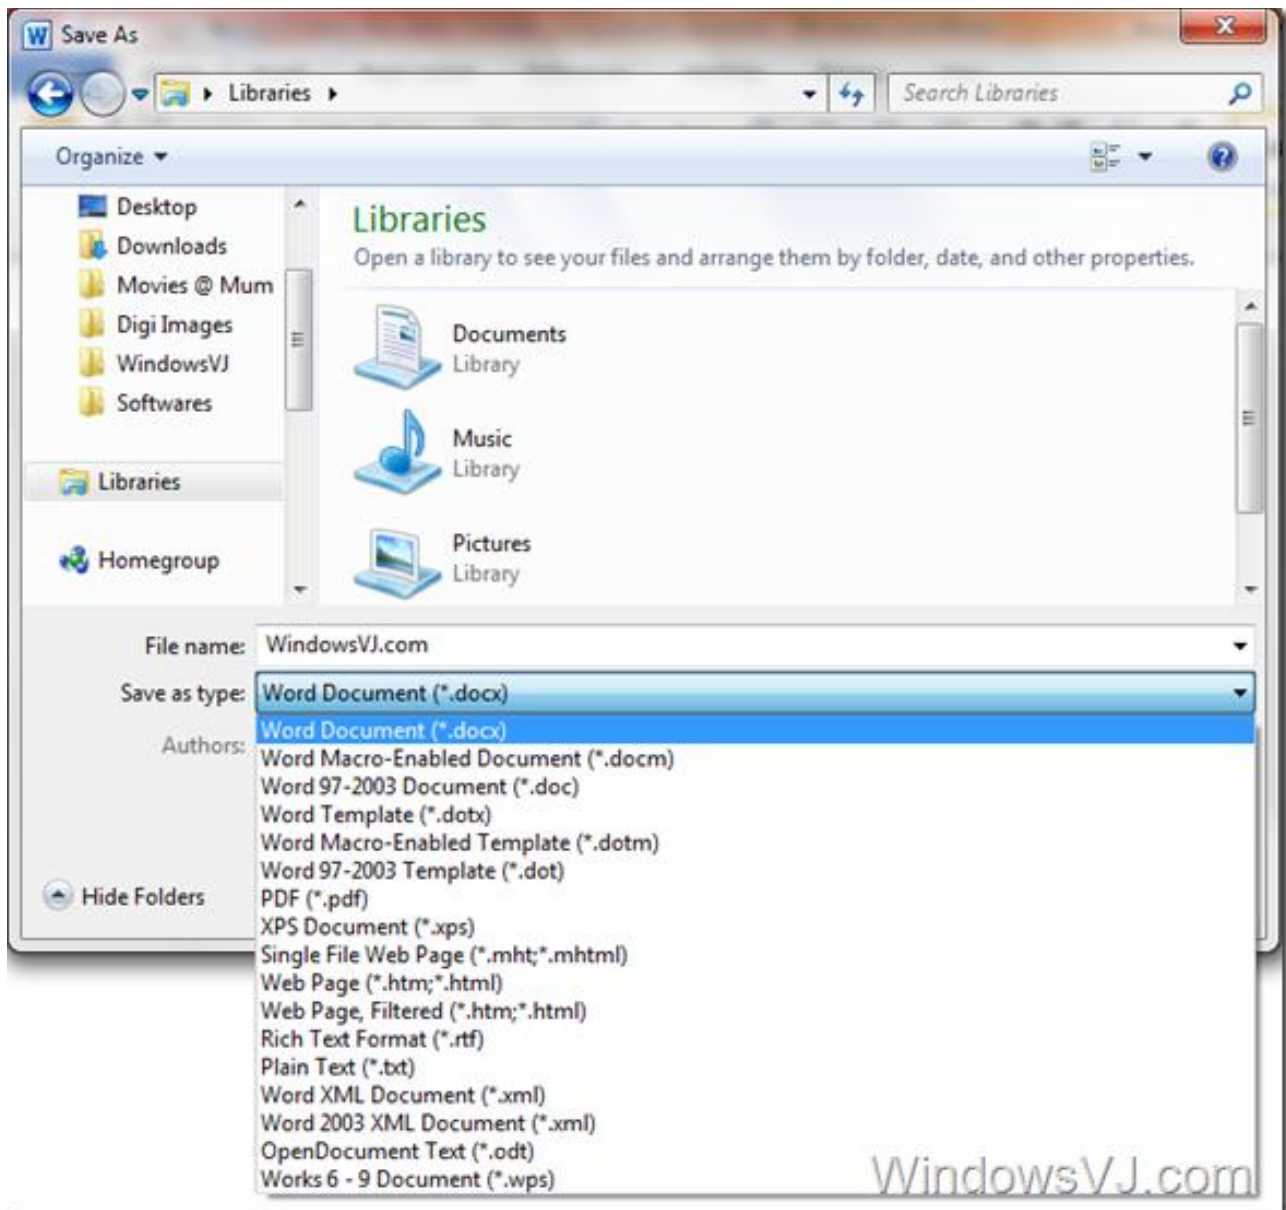 Save As
Libraries
Search Libraries
Organize
Desktop
Downloads
Movies @ Mum
Digi Images
WindowsVJ
Softwares
Libraries
Homegroup
Libraries
Open a library to see your files and arrange them by folder, date, and other properties.
Documents
Library
Music
Library
Pictures
Library
File name: WindowsVJ.com
Save as type: Word Document (*.docx)
Authors:
Word Document (*.docx)
Word Macro-Enabled Document (*.docm)
Word 97-2003 Document (*.doc)
Word Template (*.dotx)
Word Macro-Enabled Template (*.dotm)
Word 97-2003 Template (*.dot)
PDF (*.pdf)
XPS Document (*.xps)
Single File Web Page (*.mht;*.mhtml)
Web Page (*.htm;*.html)
Web Page, Filtered (*.htm;*.html)
Rich Text Format (*.rtf)
Plain Text (*.txt)
Word XML Document (*.xml)
Word 2003 XML Document (*.xml)
OpenDocument Text (*.odt)
Works 6 - 9 Document (*.wps)
Hide Folders
WindowsVJ.com